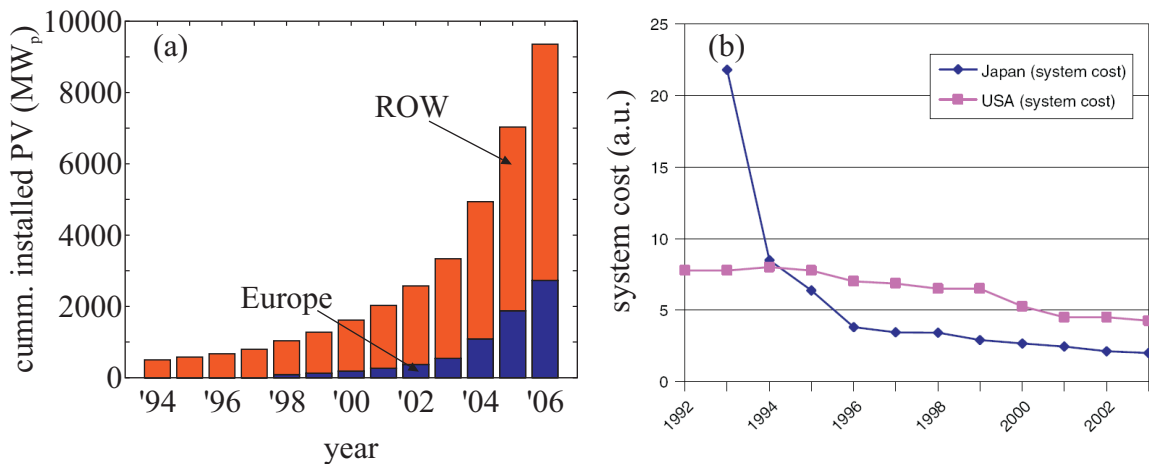 (a)
cumm. installed PV (MWp)
10000
8000
6000
4000
2000
0
ROW
Europe
'94 '96 '98 '00 '02 '04 '06
year
(b)
system cost (a.u.)
25
20
15
10
5
0
Japan (system cost)
USA (system cost)
1992 1994 1996 1998 2000 2002